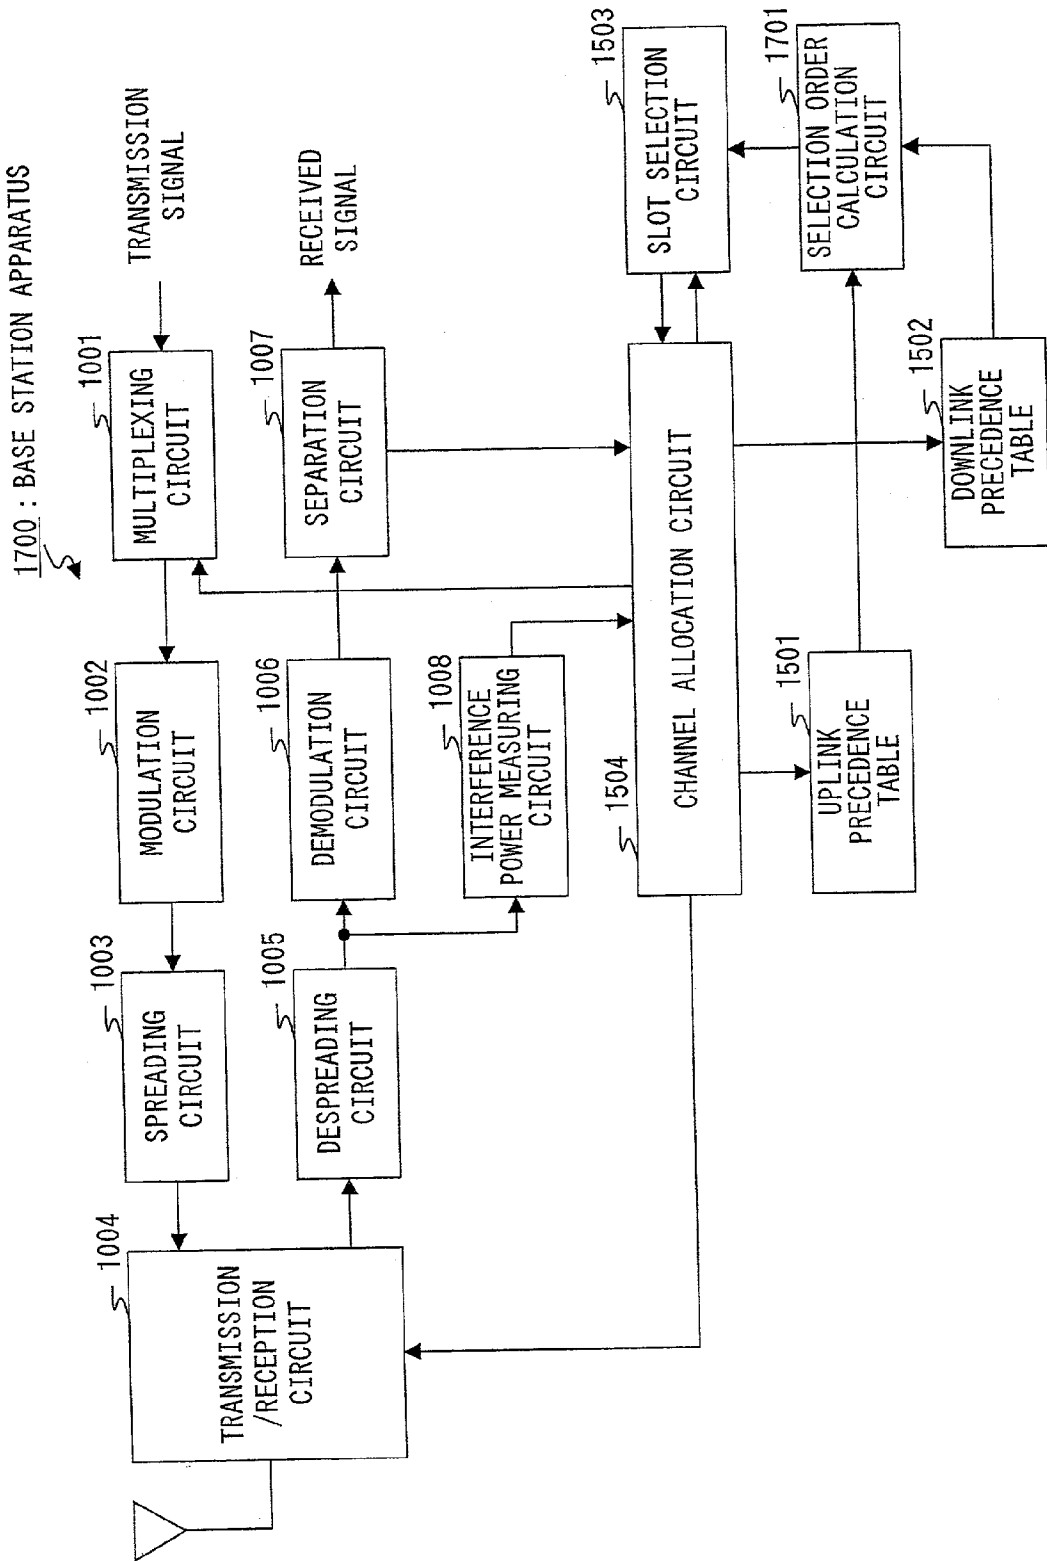 1700 : BASE STATION APPARATUS
1004
TRANSMISSION
/RECEPTION
CIRCUIT
1003
SPREADING
CIRCUIT
1002
MODULATION
CIRCUIT
1001
MULTIPLEXING
CIRCUIT
TRANSMISSION
SIGNAL
1005
DESPREADING
CIRCUIT
1006
DEMODULATION
CIRCUIT
1007
SEPARATION
CIRCUIT
RECEIVED
SIGNAL
1008
INTERFERENCE
POWER MEASURING
CIRCUIT
1504
CHANNEL ALLOCATION CIRCUIT
1503
SLOT SELECTION
CIRCUIT
1501
UPLINK
PRECEDENCE
TABLE
1701
SELECTION ORDER
CALCULATION
CIRCUIT
1502
DOWNLINK
PRECEDENCE
TABLE